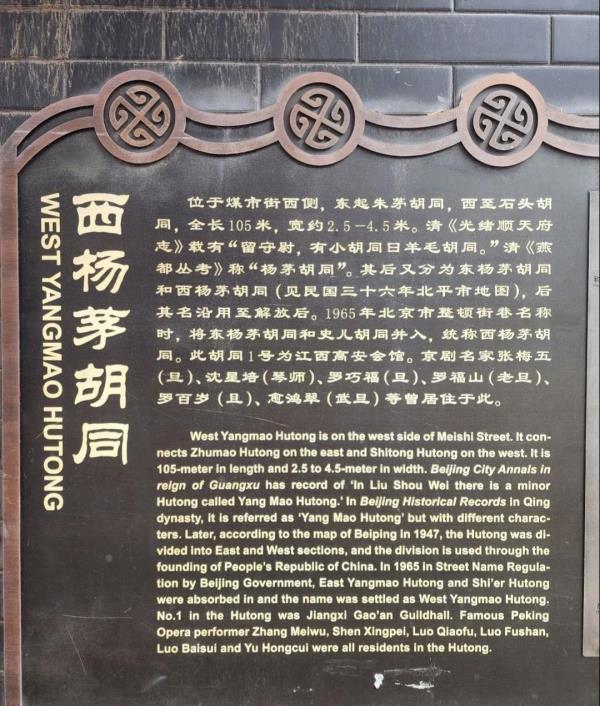 西杨茅胡同
WEST YANGMAO HUTONG
位于煤市街西侧，东起朱茅胡同，西至石头胡
同，全长105米，宽约2.5－4.5米。清《光绪顺天府
志》载有“留守尉，有小胡同日羊毛胡同。”清《燕
都丛考》称“杨茅胡同”。其后又分为东杨茅胡同
和西杨茅胡同（见民国三十六年北平市地图），后
其名沿用至解放后。1965年北京市整顿街巷名称
时，将东杨茅胡同和史儿胡同并入，统称西杨茅胡
同。此胡同1号为江西高安会馆。京剧名家张梅五
（旦）、沈星培（琴师）、罗巧福（旦）、罗福山（老旦）、
罗百岁（旦）、愈鸿翠（武旦）等曾居住于此。
West Yangmao Hutong is on the west side of Meishi Street. It con-
nects Zhumao Hutong on the east and Shitong Hutong on the west. It is
105-meter in length and 2.5 to 4.5-meter in width. Beijing City Annals in
reign of Guangxu has record of ‘In Liu Shou Wei there is a minor
Hutong called Yang Mao Hutong.’ In Beijing Historical Records in Qing
dynasty, it is referred as ‘Yang Mao Hutong’ but with different charac-
ters. Later, according to the map of Beiping in 1947, the Hutong was di-
vided into East and West sections, and the division is used through the
founding of People’s Republic of China. In 1965 in Street Name Regula-
tion by Beijing Government, East Yangmao Hutong and Shi’er Hutong
were absorbed in and the name was settled as West Yangmao Hutong.
No.1 in the Hutong was Jiangxi Gao’an Guildhall. Famous Peking
Opera performer Zhang Meiwu, Shen Xingpei, Luo Qiaofu, Luo Fushan,
Luo Baisui and Yu Hongcui were all residents in the Hutong.